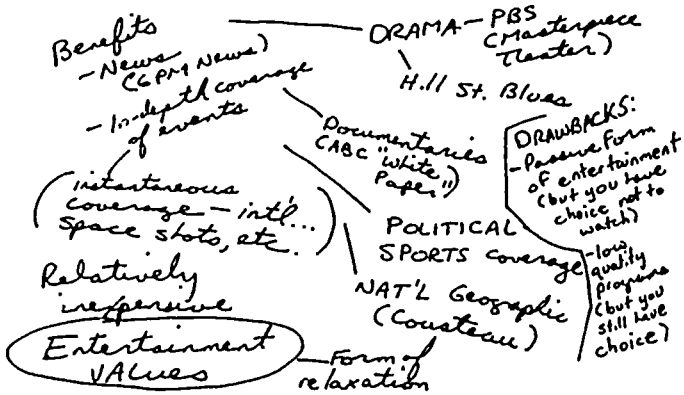 Benefits
- News
(6 PM News)
- In-depth coverage
of events
(instantaneous
coverage - int'l...
space shots, etc.)
Relatively
inexpensive
Entertainment
VALUES
- Form of
relaxation
DRAMA - PBS
(Masterpiece
Theater)
Hill St. Blues
Documentaries
(ABC "White
Paper")
POLITICAL
SPORTS coverage
NAT'L Geographic
(Cousteau)
DRAWBACKS:
- Passive form
of entertainment
(but you have
choice not to
watch)
- low
quality
programs
(but you
still have
choice)